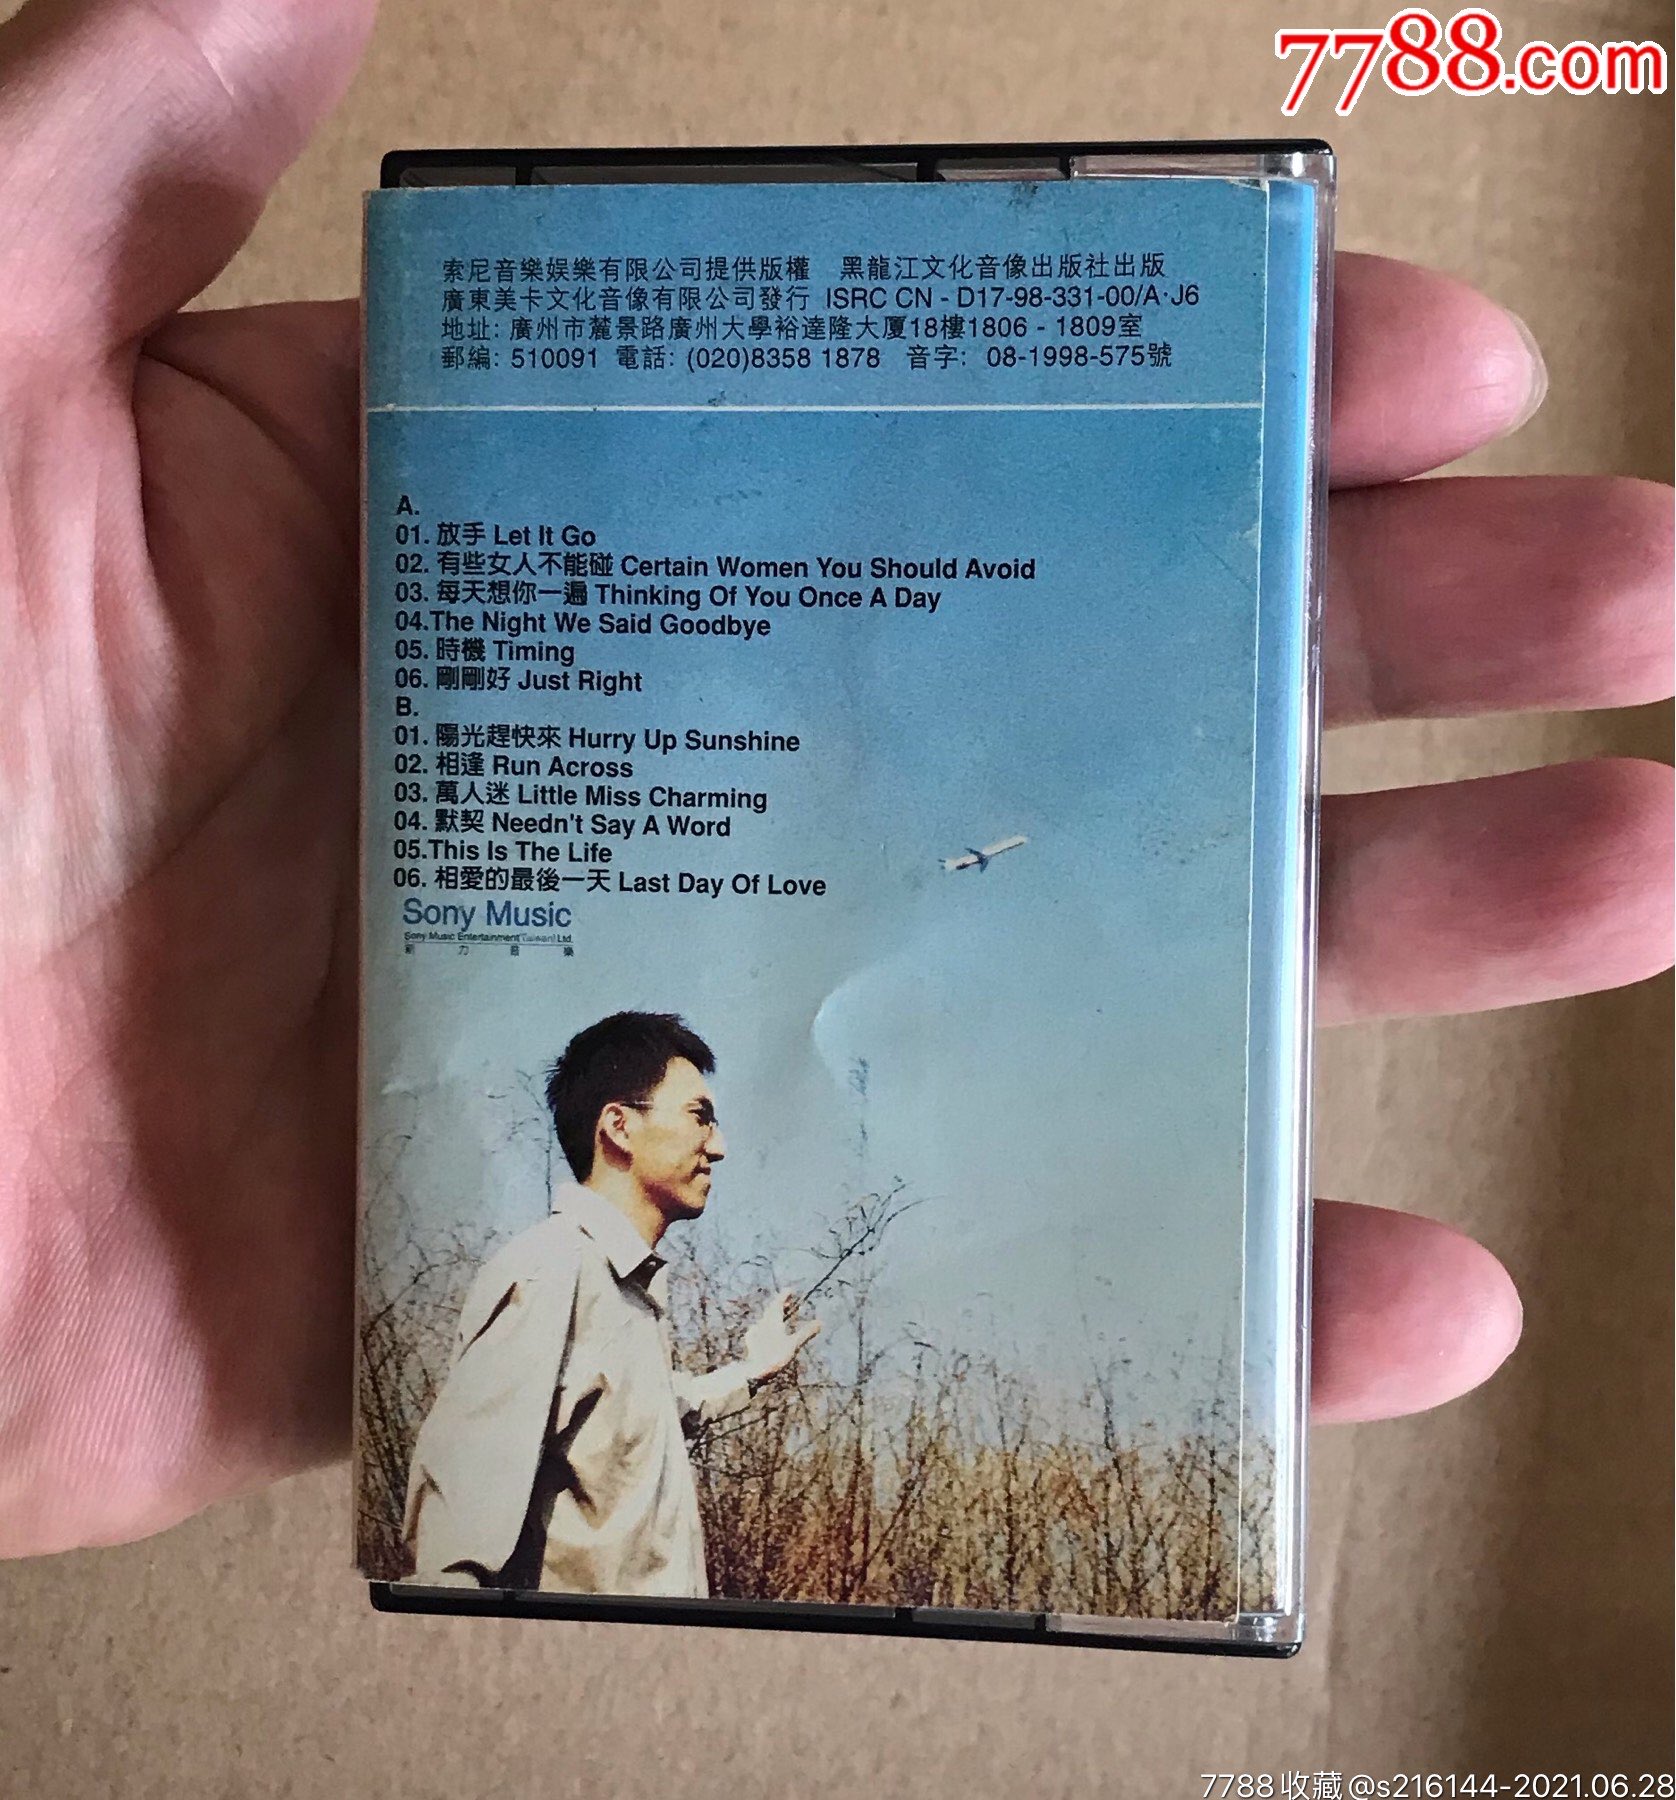 7788.com
索尼音樂娛樂有限公司提供版權 黑龍江文化音像出版社出版
廣東美卡文化音像有限公司發行 ISRC CN - D17-98-331-00/A·J6
地址: 廣州市麓景路廣州大學裕達隆大厦18樓1806 - 1809室
郵編: 510091 電話: (020)8358 1878 音字: 08-1998-575號
A.
01. 放手 Let It Go
02. 有些女人不能碰 Certain Women You Should Avoid
03. 每天想你一遍 Thinking Of You Once A Day
04.The Night We Said Goodbye
05. 時機 Timing
06. 剛剛好 Just Right
B.
01. 陽光趕快來 Hurry Up Sunshine
02. 相逢 Run Across
03. 萬人迷 Little Miss Charming
04. 默契 Needn't Say A Word
05.This Is The Life
06. 相愛的最後一天 Last Day Of Love
Sony Music
Sony Music Entertainment (Taiwan) Ltd.
新力音樂
7788收藏@s216144-2021.06.28